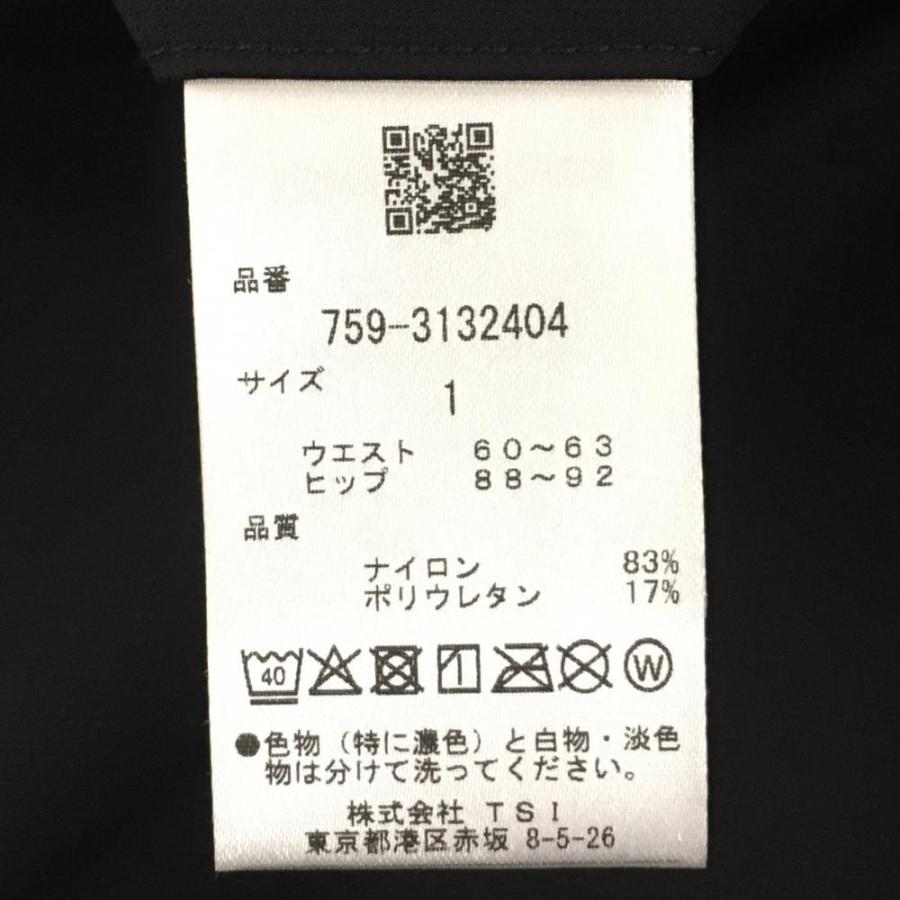 品番
759-3132404
サイズ
1
ウエスト 60～63
ヒップ 88～92
品質
ナイロン 83%
ポリウレタン 17%
40 W
●色物（特に濃色）と白物・淡色
物は分けて洗ってください。
株式会社 TSI
東京都港区赤坂 8-5-26